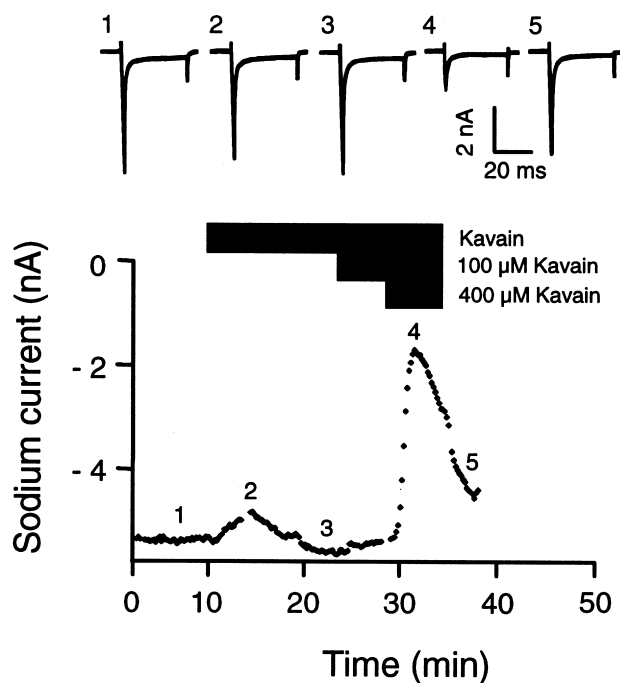 1 2 3 4 5
2 nA
20 ms
Kavain
100 µM Kavain
400 µM Kavain
Sodium current (nA)
0
- 2
- 4
1 2 3 4 5
0 10 20 30 40 50
Time (min)